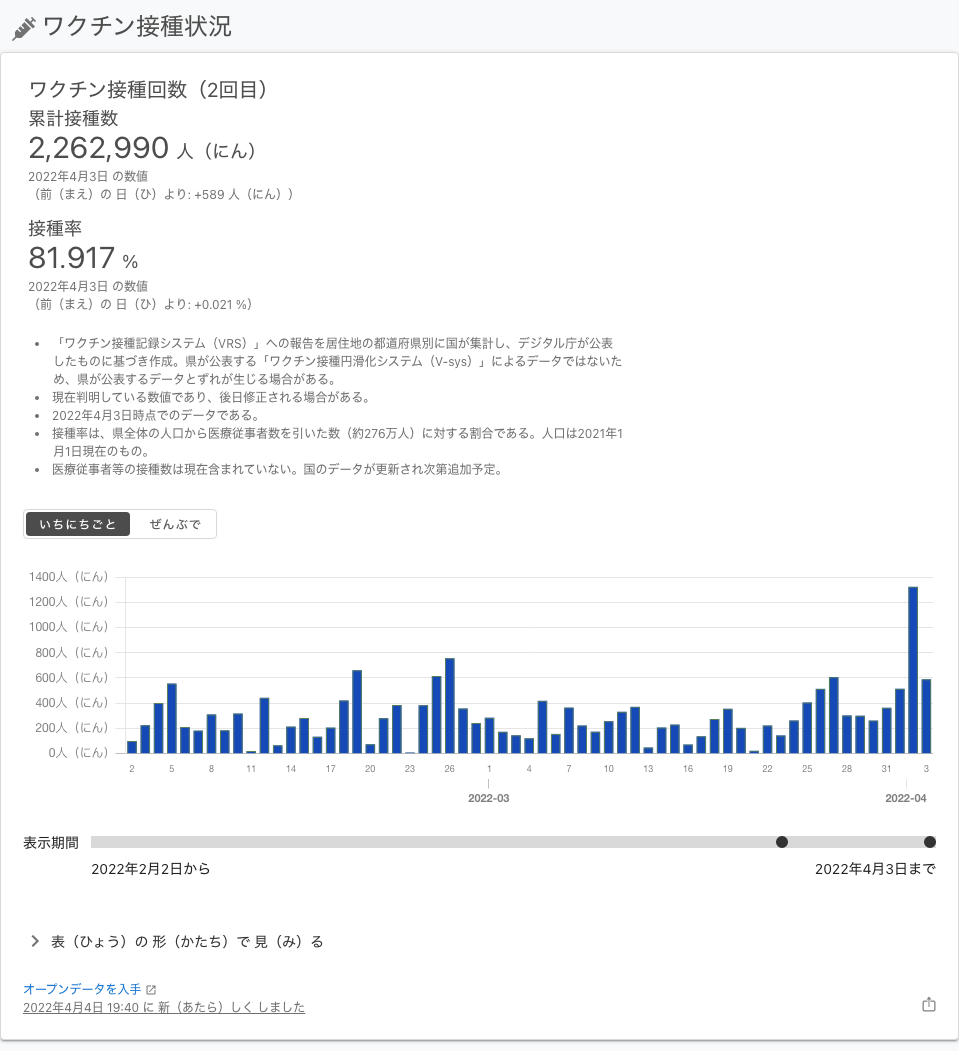 ワクチン接種状況
ワクチン接種回数（2回目）
累計接種数
2,262,990 人（にん）
2022年4月3日 の数値
（前（まえ）の 日（ひ）より: +589 人（にん））
接種率
81.917 %
2022年4月3日 の数値
（前（まえ）の 日（ひ）より: +0.021 %）
「ワクチン接種記録システム（VRS）」への報告を居住地の都道府県別に国が集計し、デジタル庁が公表
したものに基づき作成。県が公表する「ワクチン接種円滑化システム（V-sys）」によるデータではないた
め、県が公表するデータとずれが生じる場合がある。
現在判明している数値であり、後日修正される場合がある。
2022年4月3日時点でのデータである。
接種率は、県全体の人口から医療従事者数を引いた数（約276万人）に対する割合である。人口は2021年1
月1日現在のもの。
医療従事者等の接種数は現在含まれていない。国のデータが更新され次第追加予定。
いちにちごと ぜんぶで
1400人（にん）
1200人（にん）
1000人（にん）
800人（にん）
600人（にん）
400人（にん）
200人（にん）
0人（にん）
2 5 8 11 14 17 20 23 26 1 4 7 10 13 16 19 22 25 28 31 3
2022-03 2022-04
表示期間
2022年2月2日から 2022年4月3日まで
表（ひょう）の 形（かたち）で 見（み）る
オープンデータを入手
2022年4月4日 19:40 に 新（あたら）しく しました